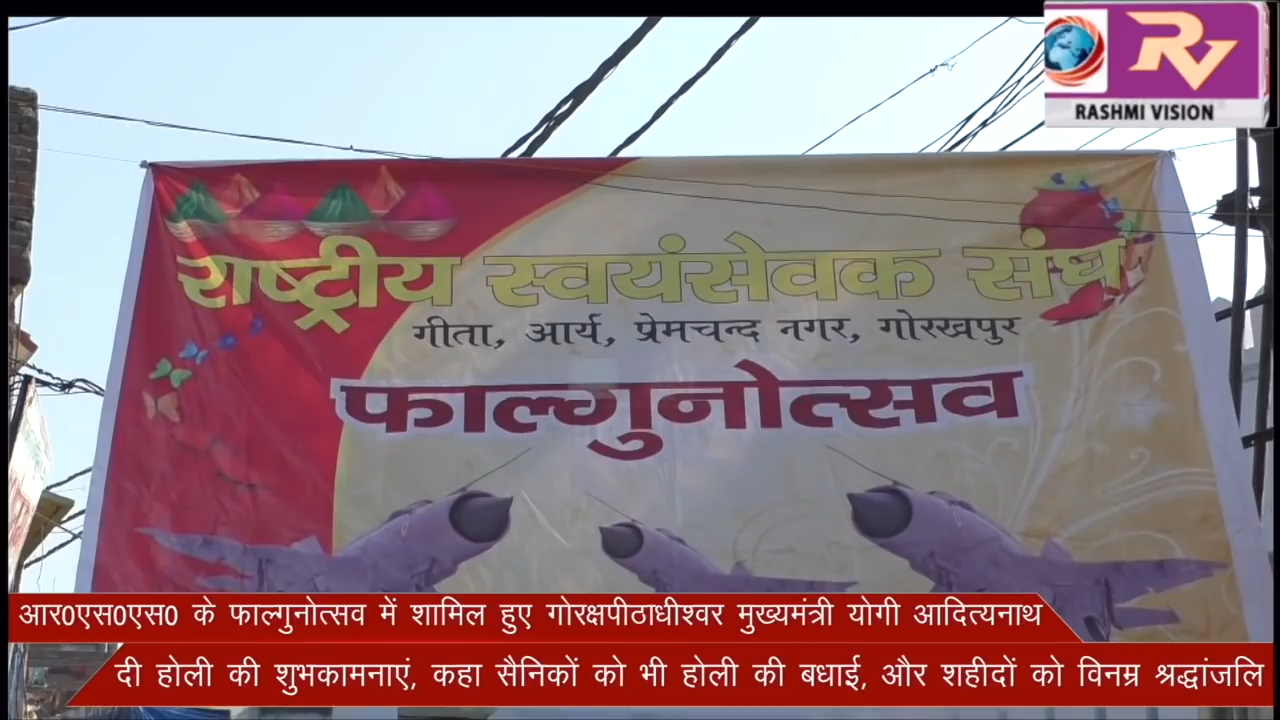 RV
RASHMI VISION
राष्ट्रीय स्वयंसेवक संघ
गीता, आर्य, प्रेमचन्द नगर, गोरखपुर
फाल्गुनोत्सव
आर0एस0एस0 के फाल्गुनोत्सव में शामिल हुए गोरक्षपीठाधीश्वर मुख्यमंत्री योगी आदित्यनाथ
दी होली की शुभकामनाएं, कहा सैनिकों को भी होली की बधाई, और शहीदों को विनम्र श्रद्धांजलि